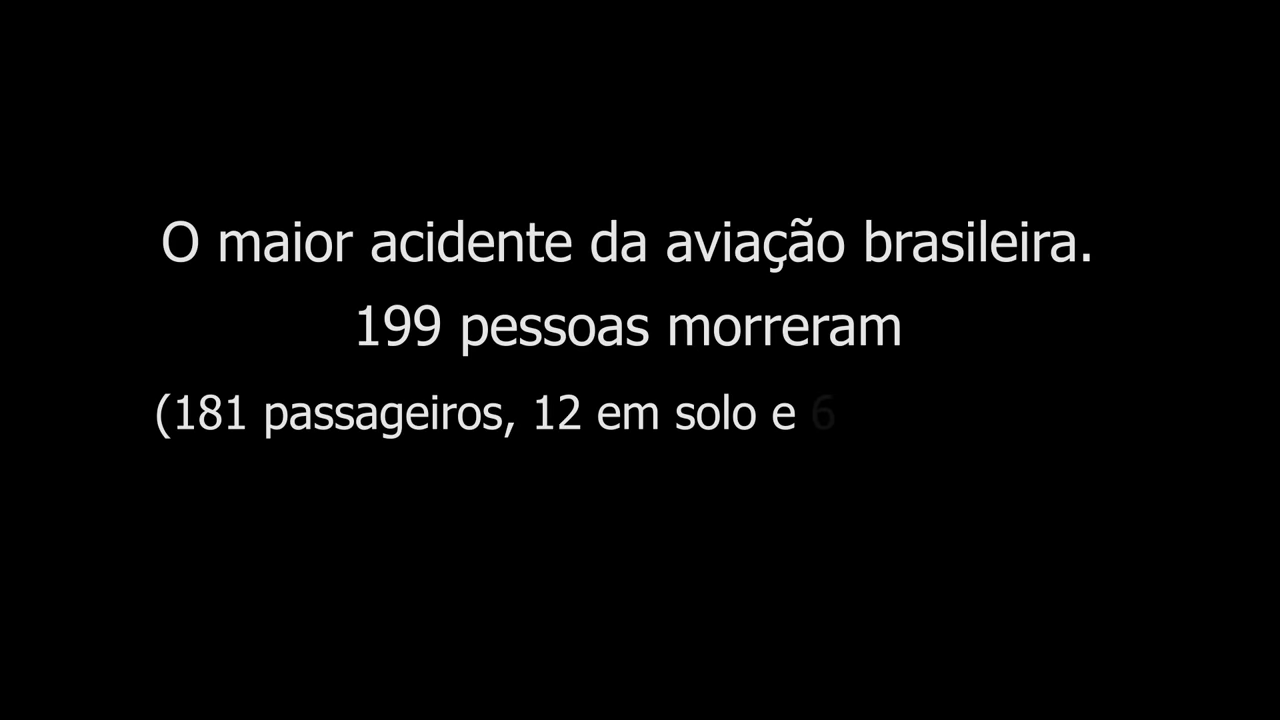 O maior acidente da aviação brasileira.
199 pessoas morreram
(181 passageiros, 12 em solo e 6